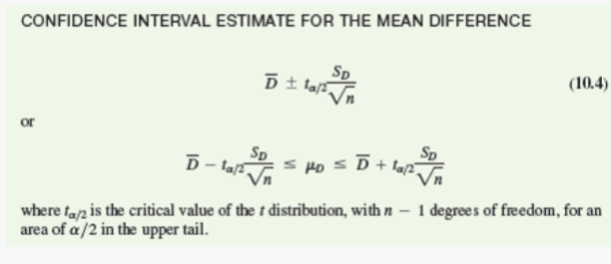 CONFIDENCE INTERVAL ESTIMATE FOR THE MEAN DIFFERENCE
D̅ ± t_{α/2} S_D/√n (10.4)
or
D̅ − t_{α/2} S_D/√n ≤ μ_D ≤ D̅ + t_{α/2} S_D/√n
where t_{α/2} is the critical value of the t distribution, with n − 1 degrees of freedom, for an
area of α/2 in the upper tail.